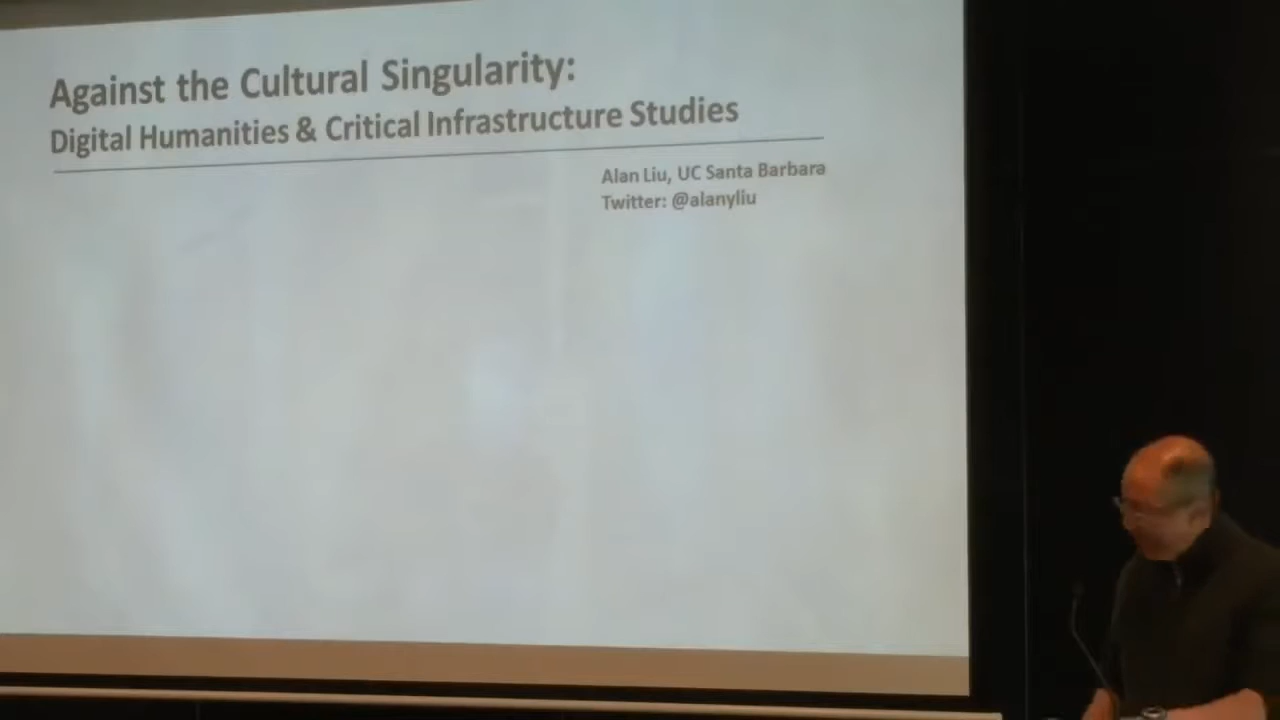 Against the Cultural Singularity:
Digital Humanities & Critical Infrastructure Studies
Alan Liu, UC Santa Barbara
Twitter: @alanyliu